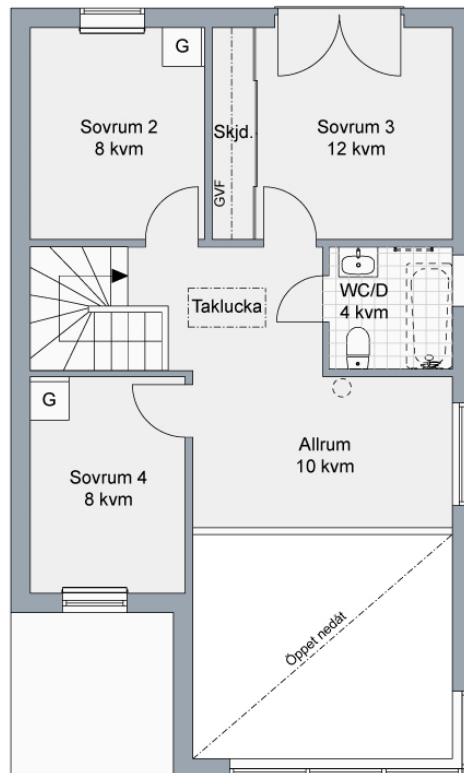 G
Sovrum 2
8 kvm
Skjd.
GVF
Sovrum 3
12 kvm
Taklucka
WC/D
4 kvm
G
Sovrum 4
8 kvm
Allrum
10 kvm
Öppet nedåt